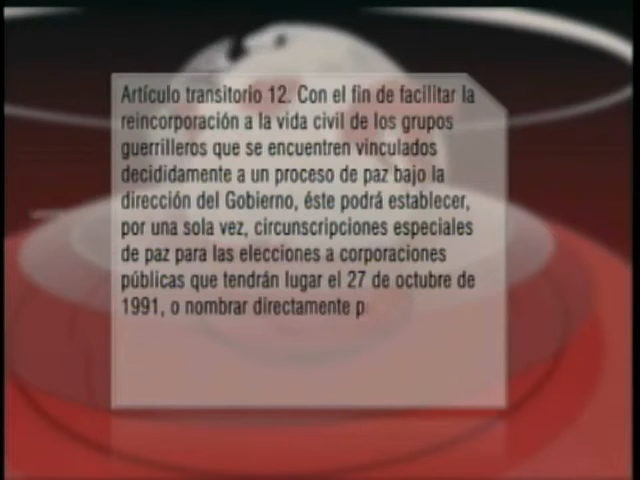 Artículo transitorio 12. Con el fin de facilitar la
reincorporación a la vida civil de los grupos
guerrilleros que se encuentren vinculados
decididamente a un proceso de paz bajo la
dirección del Gobierno, éste podrá establecer,
por una sola vez, circunscripciones especiales
de paz para las elecciones a corporaciones
públicas que tendrán lugar el 27 de octubre de
1991, o nombrar directamente p